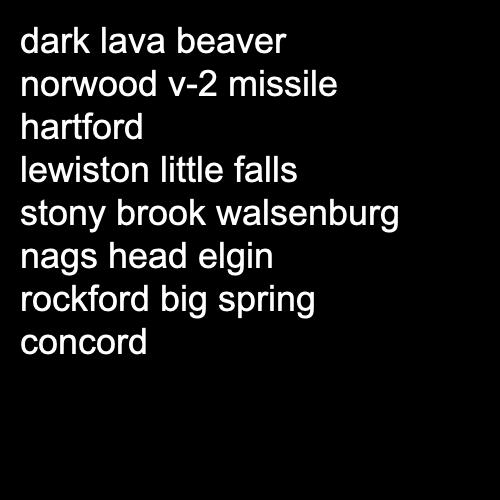 dark lava beaver
norwood v-2 missile
hartford
lewiston little falls
stony brook walsenburg
nags head elgin
rockford big spring
concord